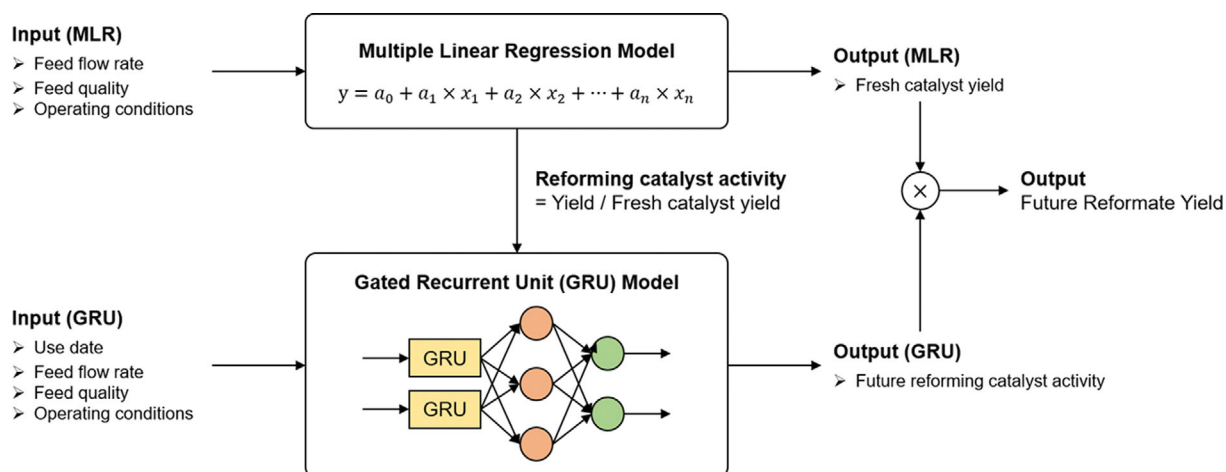 Input (MLR)
➢ Feed flow rate
➢ Feed quality
➢ Operating conditions
Multiple Linear Regression Model
y = a₀ + a₁ × x₁ + a₂ × x₂ + ⋯ + aₙ × xₙ
Output (MLR)
➢ Fresh catalyst yield
Reforming catalyst activity
= Yield / Fresh catalyst yield
×
Output
Future Reformate Yield
Input (GRU)
➢ Use date
➢ Feed flow rate
➢ Feed quality
➢ Operating conditions
Gated Recurrent Unit (GRU) Model
GRU
GRU
Output (GRU)
➢ Future reforming catalyst activity